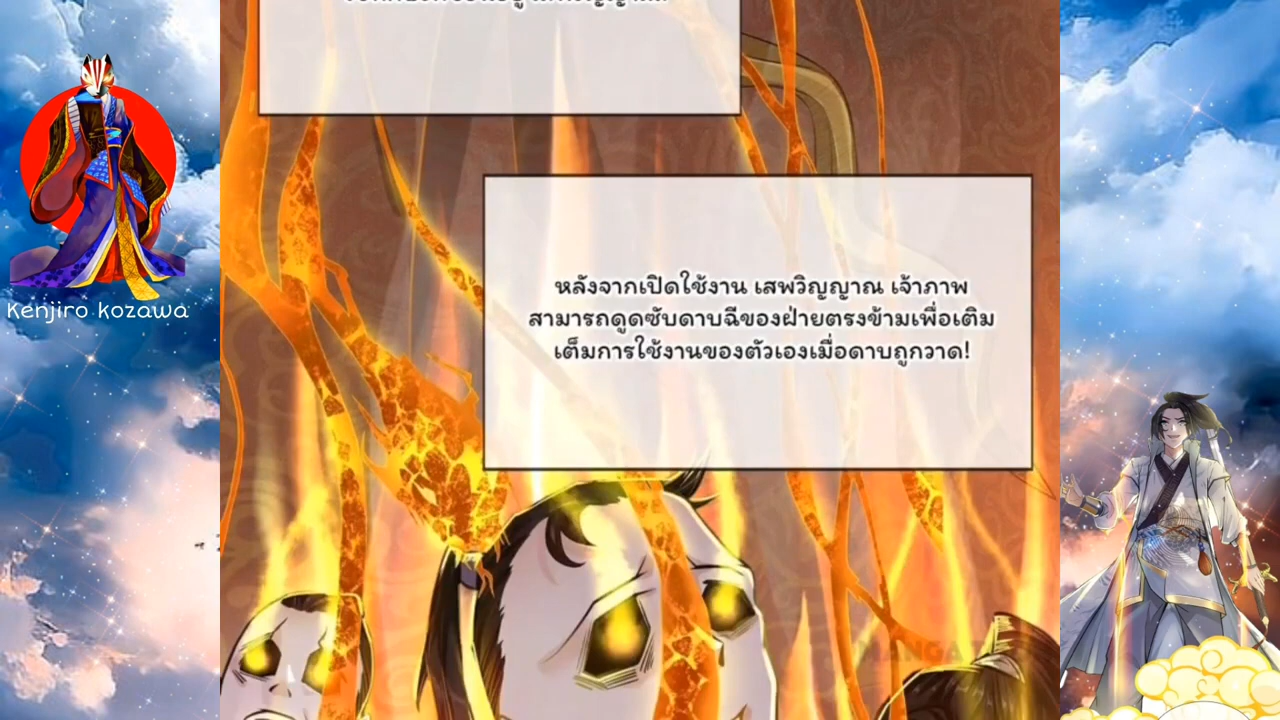 Kenjiro kozawa
หลังจากเปิดใช้งาน เสพวิญญาณ เจ้าภาพ
สามารถดูดซับดาบฉีของฝ่ายตรงข้ามเพื่อเติม
เต็มการใช้งานของตัวเองเมื่อดาบถูกวาด!
MANGA